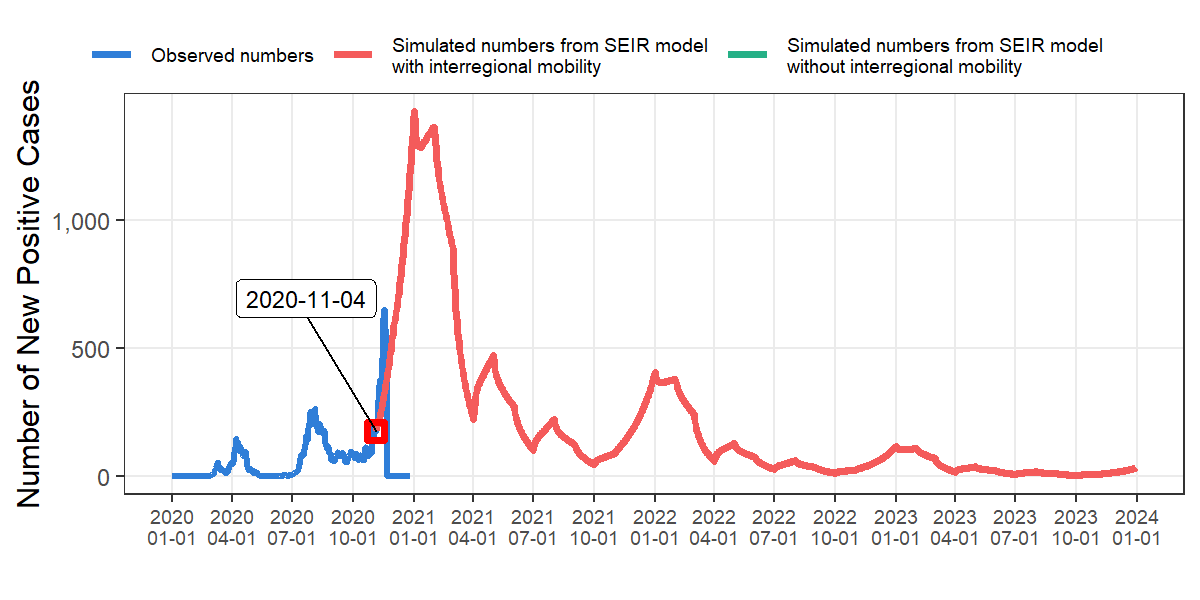 Observed numbers
Simulated numbers from SEIR model
with interregional mobility
Simulated numbers from SEIR model
without interregional mobility
Number of New Positive Cases
1,000
500
0
2020-11-04
2020 2020 2020 2020 2021 2021 2021 2021 2022 2022 2022 2022 2023 2023 2023 2023 2024
01-01 04-01 07-01 10-01 01-01 04-01 07-01 10-01 01-01 04-01 07-01 10-01 01-01 04-01 07-01 10-01 01-01